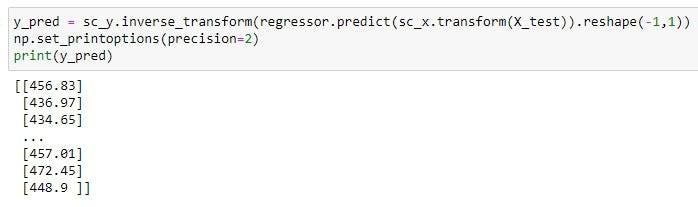 y_pred = sc_y.inverse_transform(regressor.predict(sc_x.transform(X_test)).reshape(-1,1))
np.set_printoptions(precision=2)
print(y_pred)
[[456.83]
 [436.97]
 [434.65]
 ...
 [457.01]
 [472.45]
 [448.9 ]]